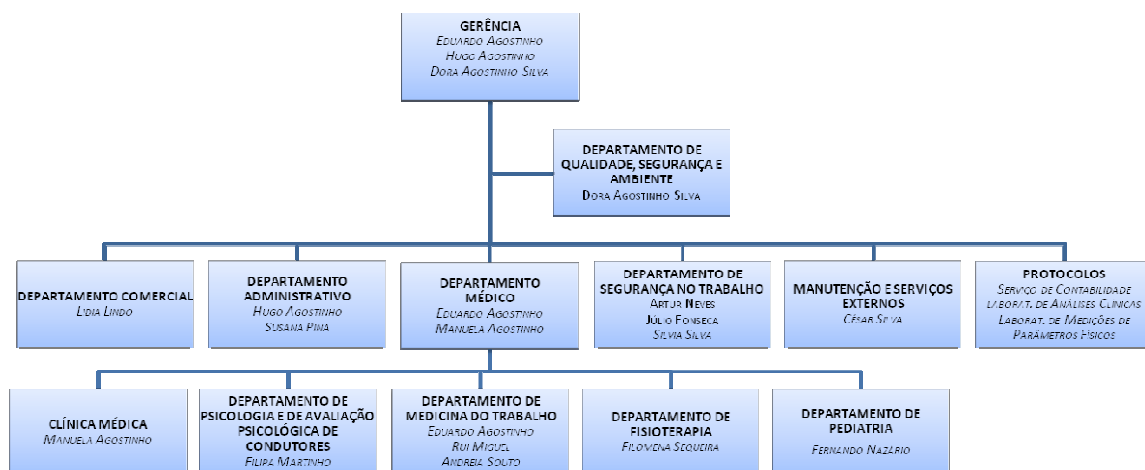 GERÊNCIA
EDUARDO AGOSTINHO
HUGO AGOSTINHO
DORA AGOSTINHO SILVA
DEPARTAMENTO DE
QUALIDADE, SEGURANÇA E
AMBIENTE
DORA AGOSTINHO SILVA
DEPARTAMENTO COMERCIAL
LÍDIA LINDO
DEPARTAMENTO
ADMINISTRATIVO
HUGO AGOSTINHO
SUSANA PINA
DEPARTAMENTO
MÉDICO
EDUARDO AGOSTINHO
MANUELA AGOSTINHO
DEPARTAMENTO DE
SEGURANÇA NO TRABALHO
ARTUR NEVES
JÚLIO FONSECA
SILVIA SILVA
MANUTENÇÃO E SERVIÇOS
EXTERNOS
CÉSAR SILVA
PROTOCOLOS
SERVIÇO DE CONTABILIDADE
LABORAT. DE ANÁLISES CLINICAS
LABORAT. DE MEDIÇÕES DE
PARÂMETROS FÍSICOS
CLÍNICA MÉDICA
MANUELA AGOSTINHO
DEPARTAMENTO DE
PSICOLOGIA E DE AVALIAÇÃO
PSICOLÓGICA DE
CONDUTORES
FILIPA MARTINHO
DEPARTAMENTO DE
MEDICINA DO TRABALHO
EDUARDO AGOSTINHO
RUI MIGUEL
ANDREIA SOUTO
DEPARTAMENTO DE
FISIOTERAPIA
FILOMENA SEQUEIRA
DEPARTAMENTO DE
PEDIATRIA
FERNANDO NAZÁRIO